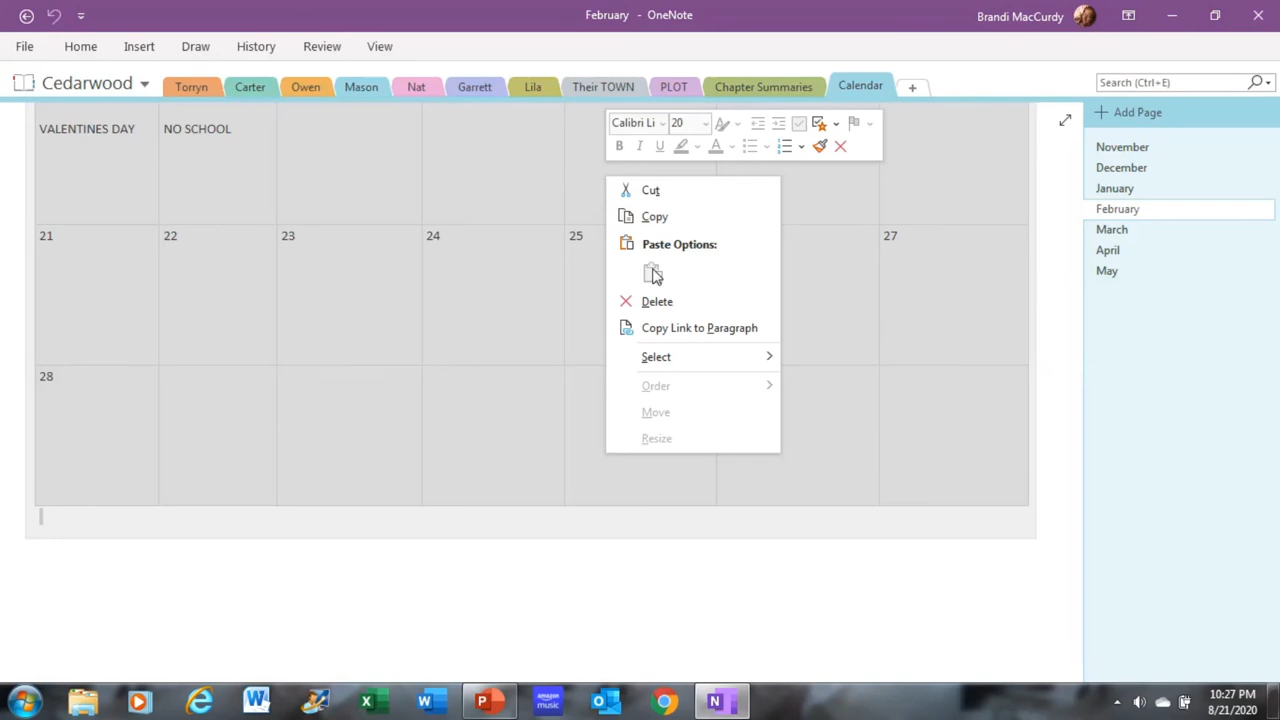 February - OneNote
Brandi MacCurdy
File Home Insert Draw History Review View
Cedarwood
Torryn Carter Owen Mason Nat Garrett Lila Their TOWN PLOT Chapter Summaries Calendar
Search (Ctrl+E)
Add Page
November
December
January
February
March
April
May
VALENTINES DAY NO SCHOOL
Calibri Li 20
B I U A
Cut
Copy
Paste Options:
Delete
Copy Link to Paragraph
Select
Order
Move
Resize
21 22 23 24 25 27
28
amazon
music
10:27 PM
8/21/2020